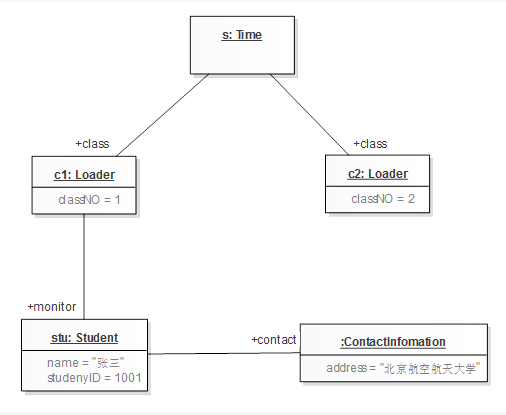 s: Time
+class
+class
c1: Loader
classNO = 1
c2: Loader
classNO = 2
+monitor
stu: Student
name = "张三"
studenyID = 1001
+contact
:ContactInfomation
address = "北京航空航天大学"